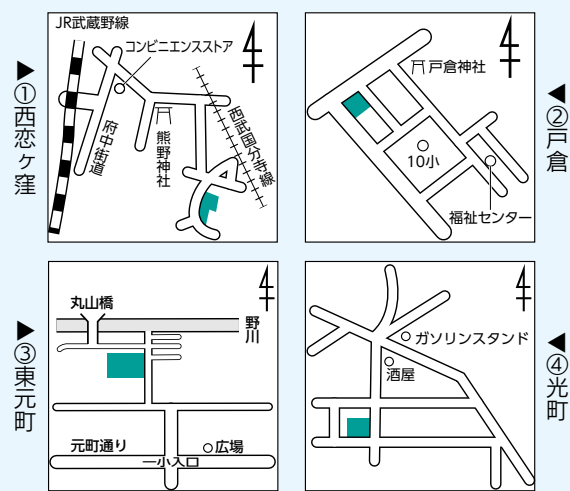 ▶①西恋ヶ窪
JR武蔵野線
コンビニエンスストア
府中街道
熊野神社
西武国分寺線
▶②戸倉
戸倉神社
10小
福祉センター
▶③東元町
丸山橋
野川
元町通り
広場
一小入口
▶④光町
ガソリンスタンド
酒屋